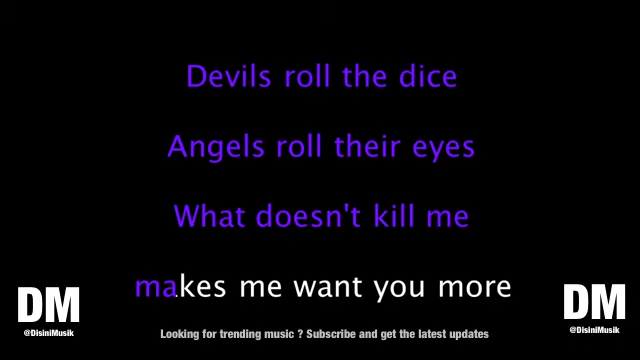 Devils roll the dice
Angels roll their eyes
What doesn't kill me
makes me want you more
DM
@DisiniMusik
Looking for trending music ? Subscribe and get the latest updates
DM
@DisiniMusik